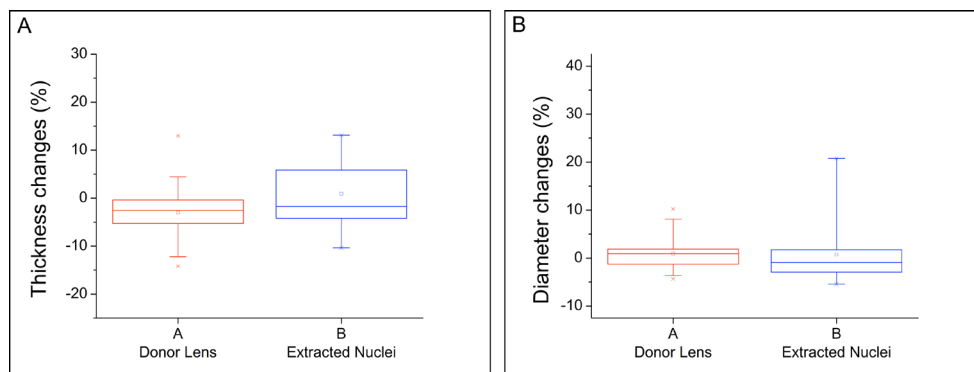 A
Thickness changes (%)
30
20
10
0
-10
-20
A
B
Donor Lens
Extracted Nuclei
B
Diameter changes (%)
40
30
20
10
0
-10
A
B
Donor Lens
Extracted Nuclei